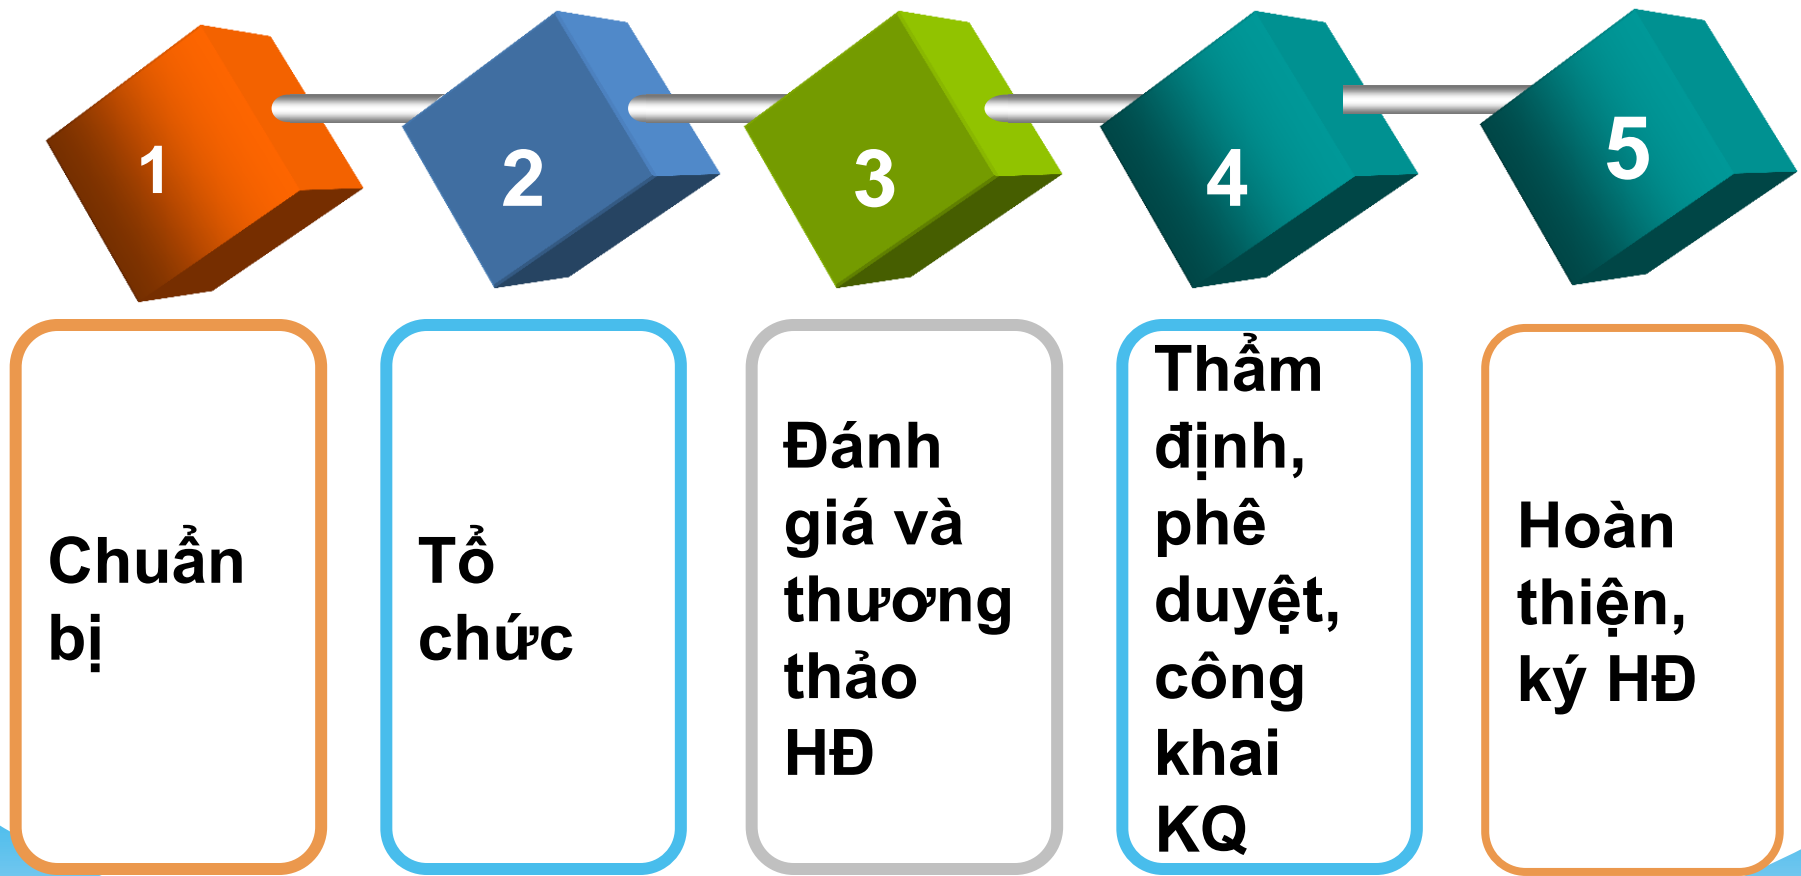 1
2
3
4
5
Chuẩn
bị
Tổ
chức
Đánh
giá và
thương
thảo
HĐ
Thẩm
định,
phê
duyệt,
công
khai
KQ
Hoàn
thiện,
ký HĐ